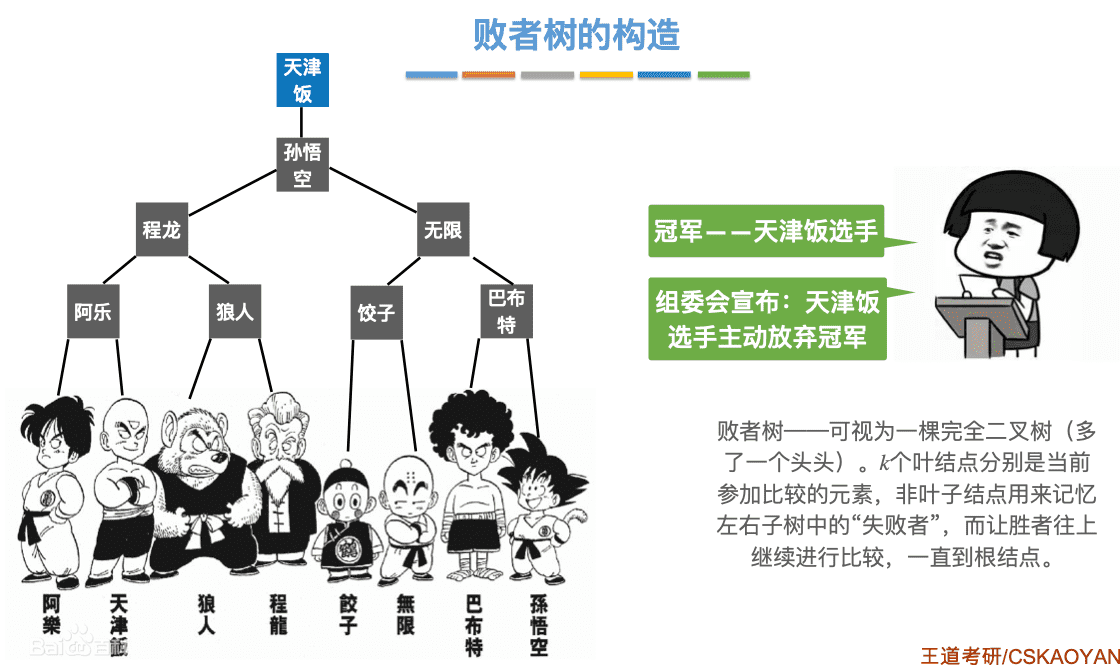 败者树的构造
天津
饭
孙悟
空
程龙
无限
阿乐
狼人
饺子
巴布
特
冠军——天津饭选手
组委会宣布：天津饭
选手主动放弃冠军
败者树——可视为一棵完全二叉树（多
了一个头头）。k个叶结点分别是当前
参加比较的元素，非叶子结点用来记忆
左右子树中的“失败者”，而让胜者往上
继续进行比较，一直到根结点。
阿樂
天津飯
狼人
程龍
餃子
無限
巴布特
孫悟空
Baidu百科
王道考研/CSKAOYAN